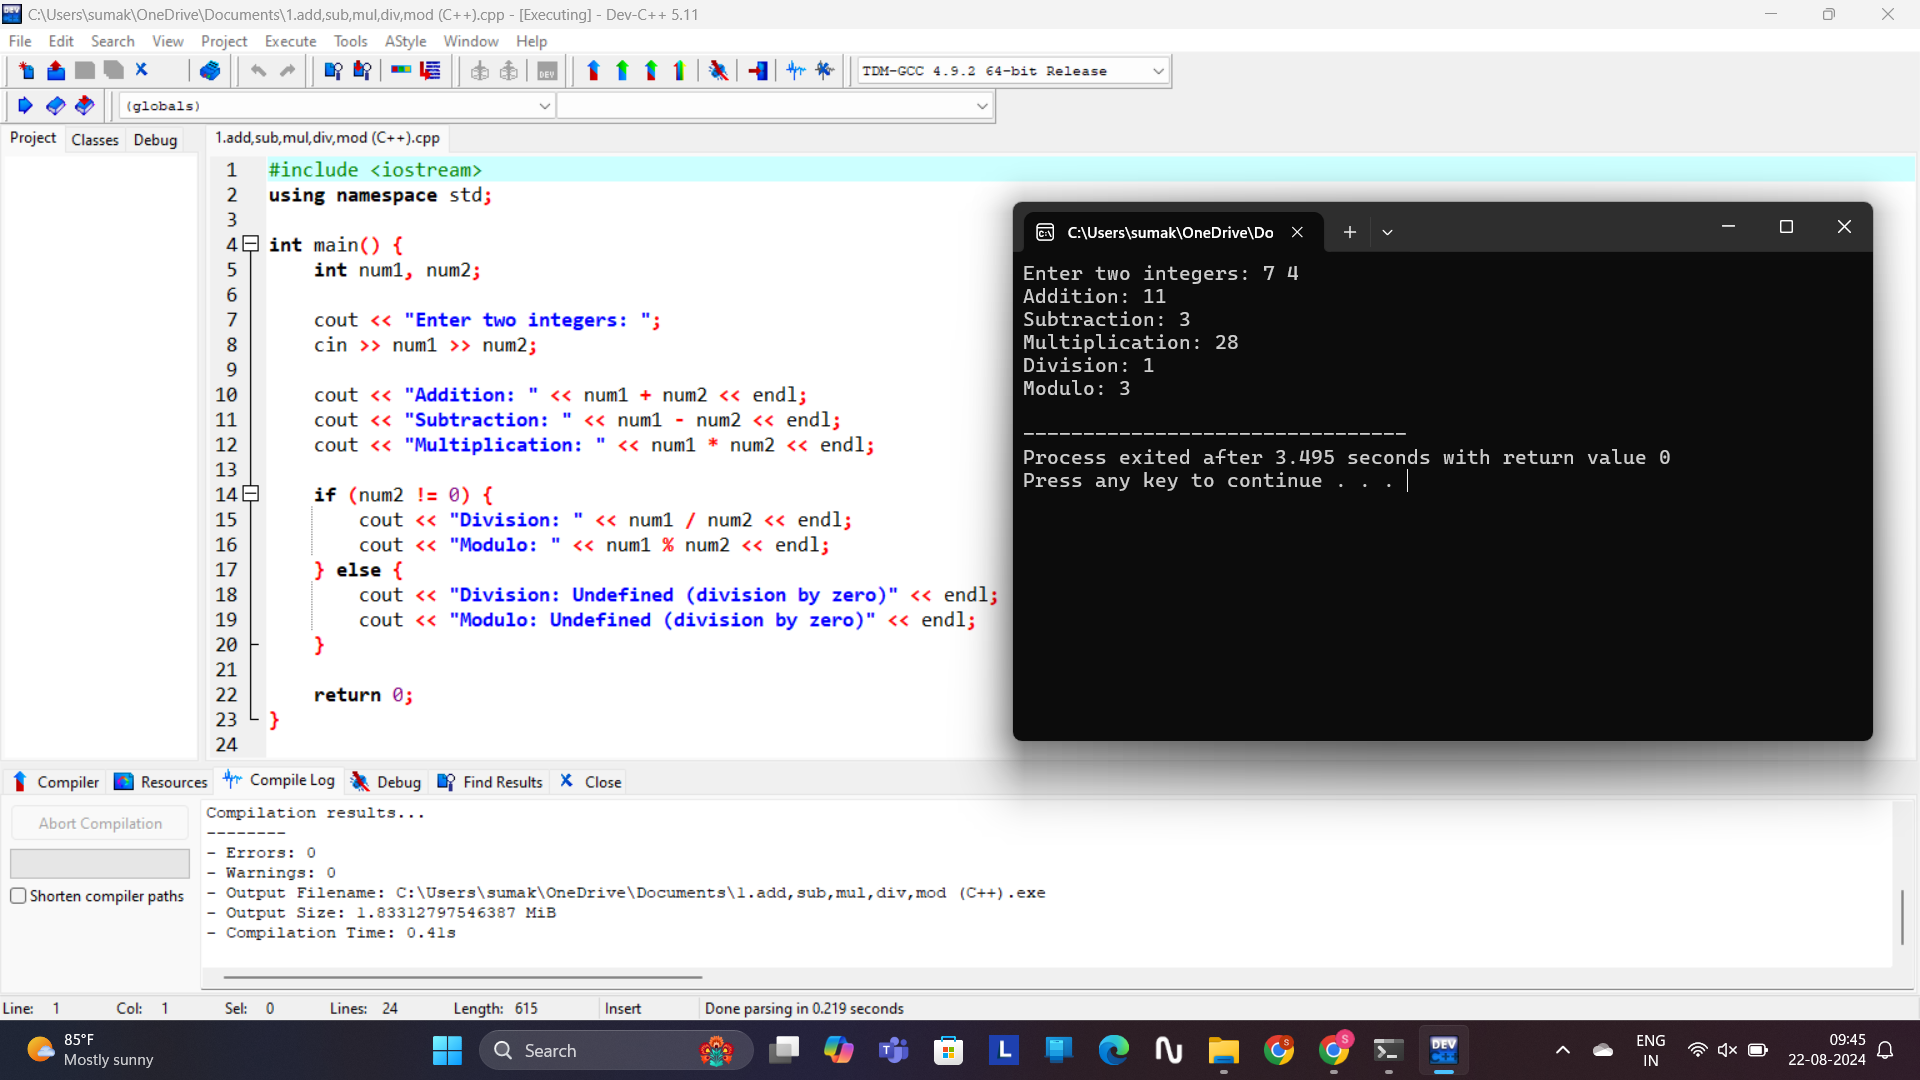 C:\Users\sumak\OneDrive\Documents\1.add,sub,mul,div,mod (C++).cpp - [Executing] - Dev-C++ 5.11
File Edit Search View Project Execute Tools AStyle Window Help
TDM-GCC 4.9.2 64-bit Release
(globals)
Project Classes Debug
1.add,sub,mul,div,mod (C++).cpp
1 #include <iostream>
2 using namespace std;
3
4 int main() {
5     int num1, num2;
6
7     cout << "Enter two integers: ";
8     cin >> num1 >> num2;
9
10     cout << "Addition: " << num1 + num2 << endl;
11     cout << "Subtraction: " << num1 - num2 << endl;
12     cout << "Multiplication: " << num1 * num2 << endl;
13
14     if (num2 != 0) {
15         cout << "Division: " << num1 / num2 << endl;
16         cout << "Modulo: " << num1 % num2 << endl;
17     } else {
18         cout << "Division: Undefined (division by zero)" << endl;
19         cout << "Modulo: Undefined (division by zero)" << endl;
20     }
21
22     return 0;
23 }
24
C:\Users\sumak\OneDrive\Do
Enter two integers: 7 4
Addition: 11
Subtraction: 3
Multiplication: 28
Division: 1
Modulo: 3
--------------------------------
Process exited after 3.495 seconds with return value 0
Press any key to continue . . .
Compiler Resources Compile Log Debug Find Results Close
Abort Compilation
Shorten compiler paths
Compilation results...
--------
- Errors: 0
- Warnings: 0
- Output Filename: C:\Users\sumak\OneDrive\Documents\1.add,sub,mul,div,mod (C++).exe
- Output Size: 1.83312797546387 MiB
- Compilation Time: 0.41s
Line: 1 Col: 1 Sel: 0 Lines: 24 Length: 615 Insert Done parsing in 0.219 seconds
85°F
Mostly sunny
Search
L
DEV
S
S
ENG
IN
09:45
22-08-2024